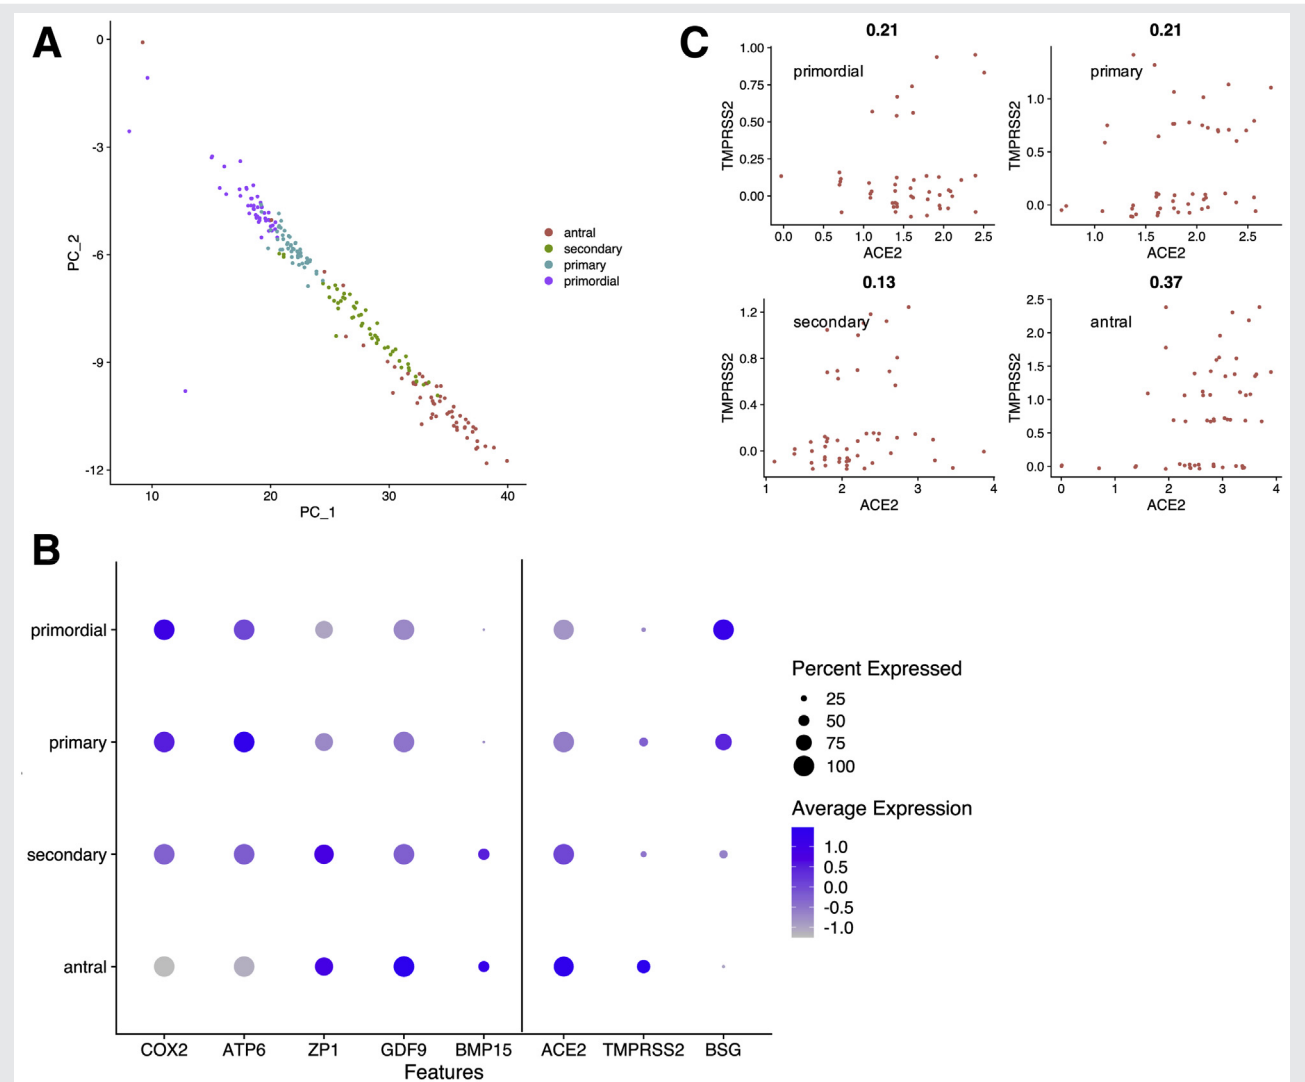 A
0
-3
-6
-9
-12
PC_2
10 20 30 40
PC_1
antral
secondary
primary
primordial
C
0.21
primordial
1.00
0.75
0.50
0.25
0.00
TMPRSS2
0.0 0.5 1.0 1.5 2.0 2.5
ACE2
0.21
primary
1.0
0.5
0.0
TMPRSS2
1.0 1.5 2.0 2.5
ACE2
0.13
secondary
1.2
0.8
0.4
0.0
TMPRSS2
1 2 3 4
ACE2
0.37
antral
2.5
2.0
1.5
1.0
0.5
0.0
TMPRSS2
0 1 2 3 4
ACE2
B
primordial
primary
secondary
antral
COX2 ATP6 ZP1 GDF9 BMP15 ACE2 TMPRSS2 BSG
Features
Percent Expressed
25
50
75
100
Average Expression
1.0
0.5
0.0
-0.5
-1.0